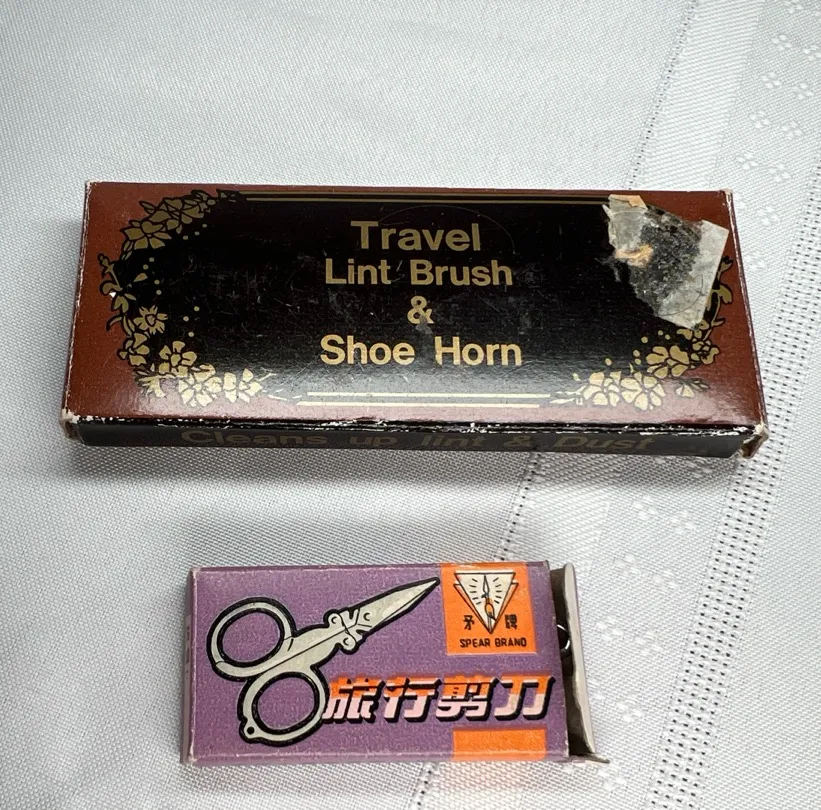 Travel
Lint Brush
&
Shoe Horn
Cleans up lint & Dust
矛 牌
SPEAR BRAND
旅行剪刀